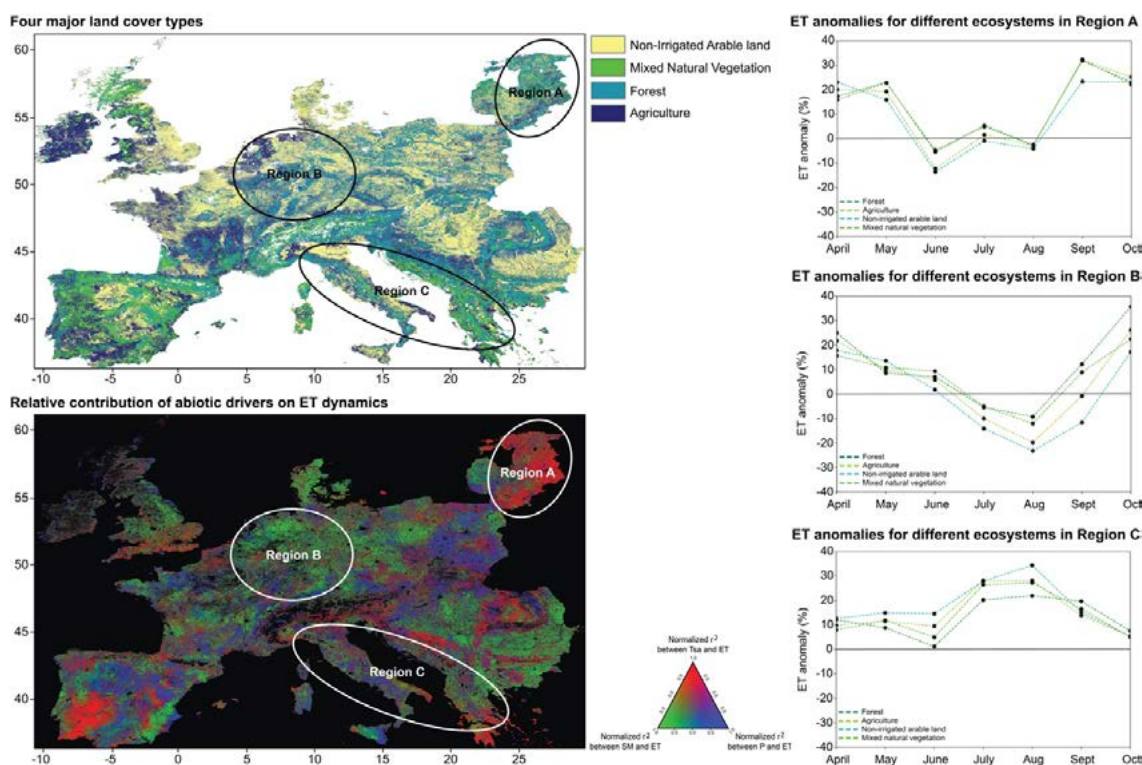 Four major land cover types
60
55
50
45
40
-10
-5
0
5
10
15
20
25
Region A
Region B
Region C
Non-Irrigated Arable land
Mixed Natural Vegetation
Forest
Agriculture
Relative contribution of abiotic drivers on ET dynamics
60
55
50
45
40
-10
-5
0
5
10
15
20
25
Region A
Region B
Region C
Normalized r²
between Tsa and ET
Normalized r²
between SM and ET
Normalized r²
between P and ET
ET anomalies for different ecosystems in Region A
ET anomaly (%)
40
30
20
10
0
-10
-20
-30
-40
Forest
Agriculture
Non-irrigated arable land
Mixed natural vegetation
April
May
June
July
Aug
Sept
Oct
ET anomalies for different ecosystems in Region B
ET anomaly (%)
40
30
20
10
0
-10
-20
-30
-40
Forest
Agriculture
Non-irrigated arable land
Mixed natural vegetation
April
May
June
July
Aug
Sept
Oct
ET anomalies for different ecosystems in Region C
ET anomaly (%)
40
30
20
10
0
-10
-20
-30
-40
Forest
Agriculture
Non-irrigated arable land
Mixed natural vegetation
April
May
June
July
Aug
Sept
Oct